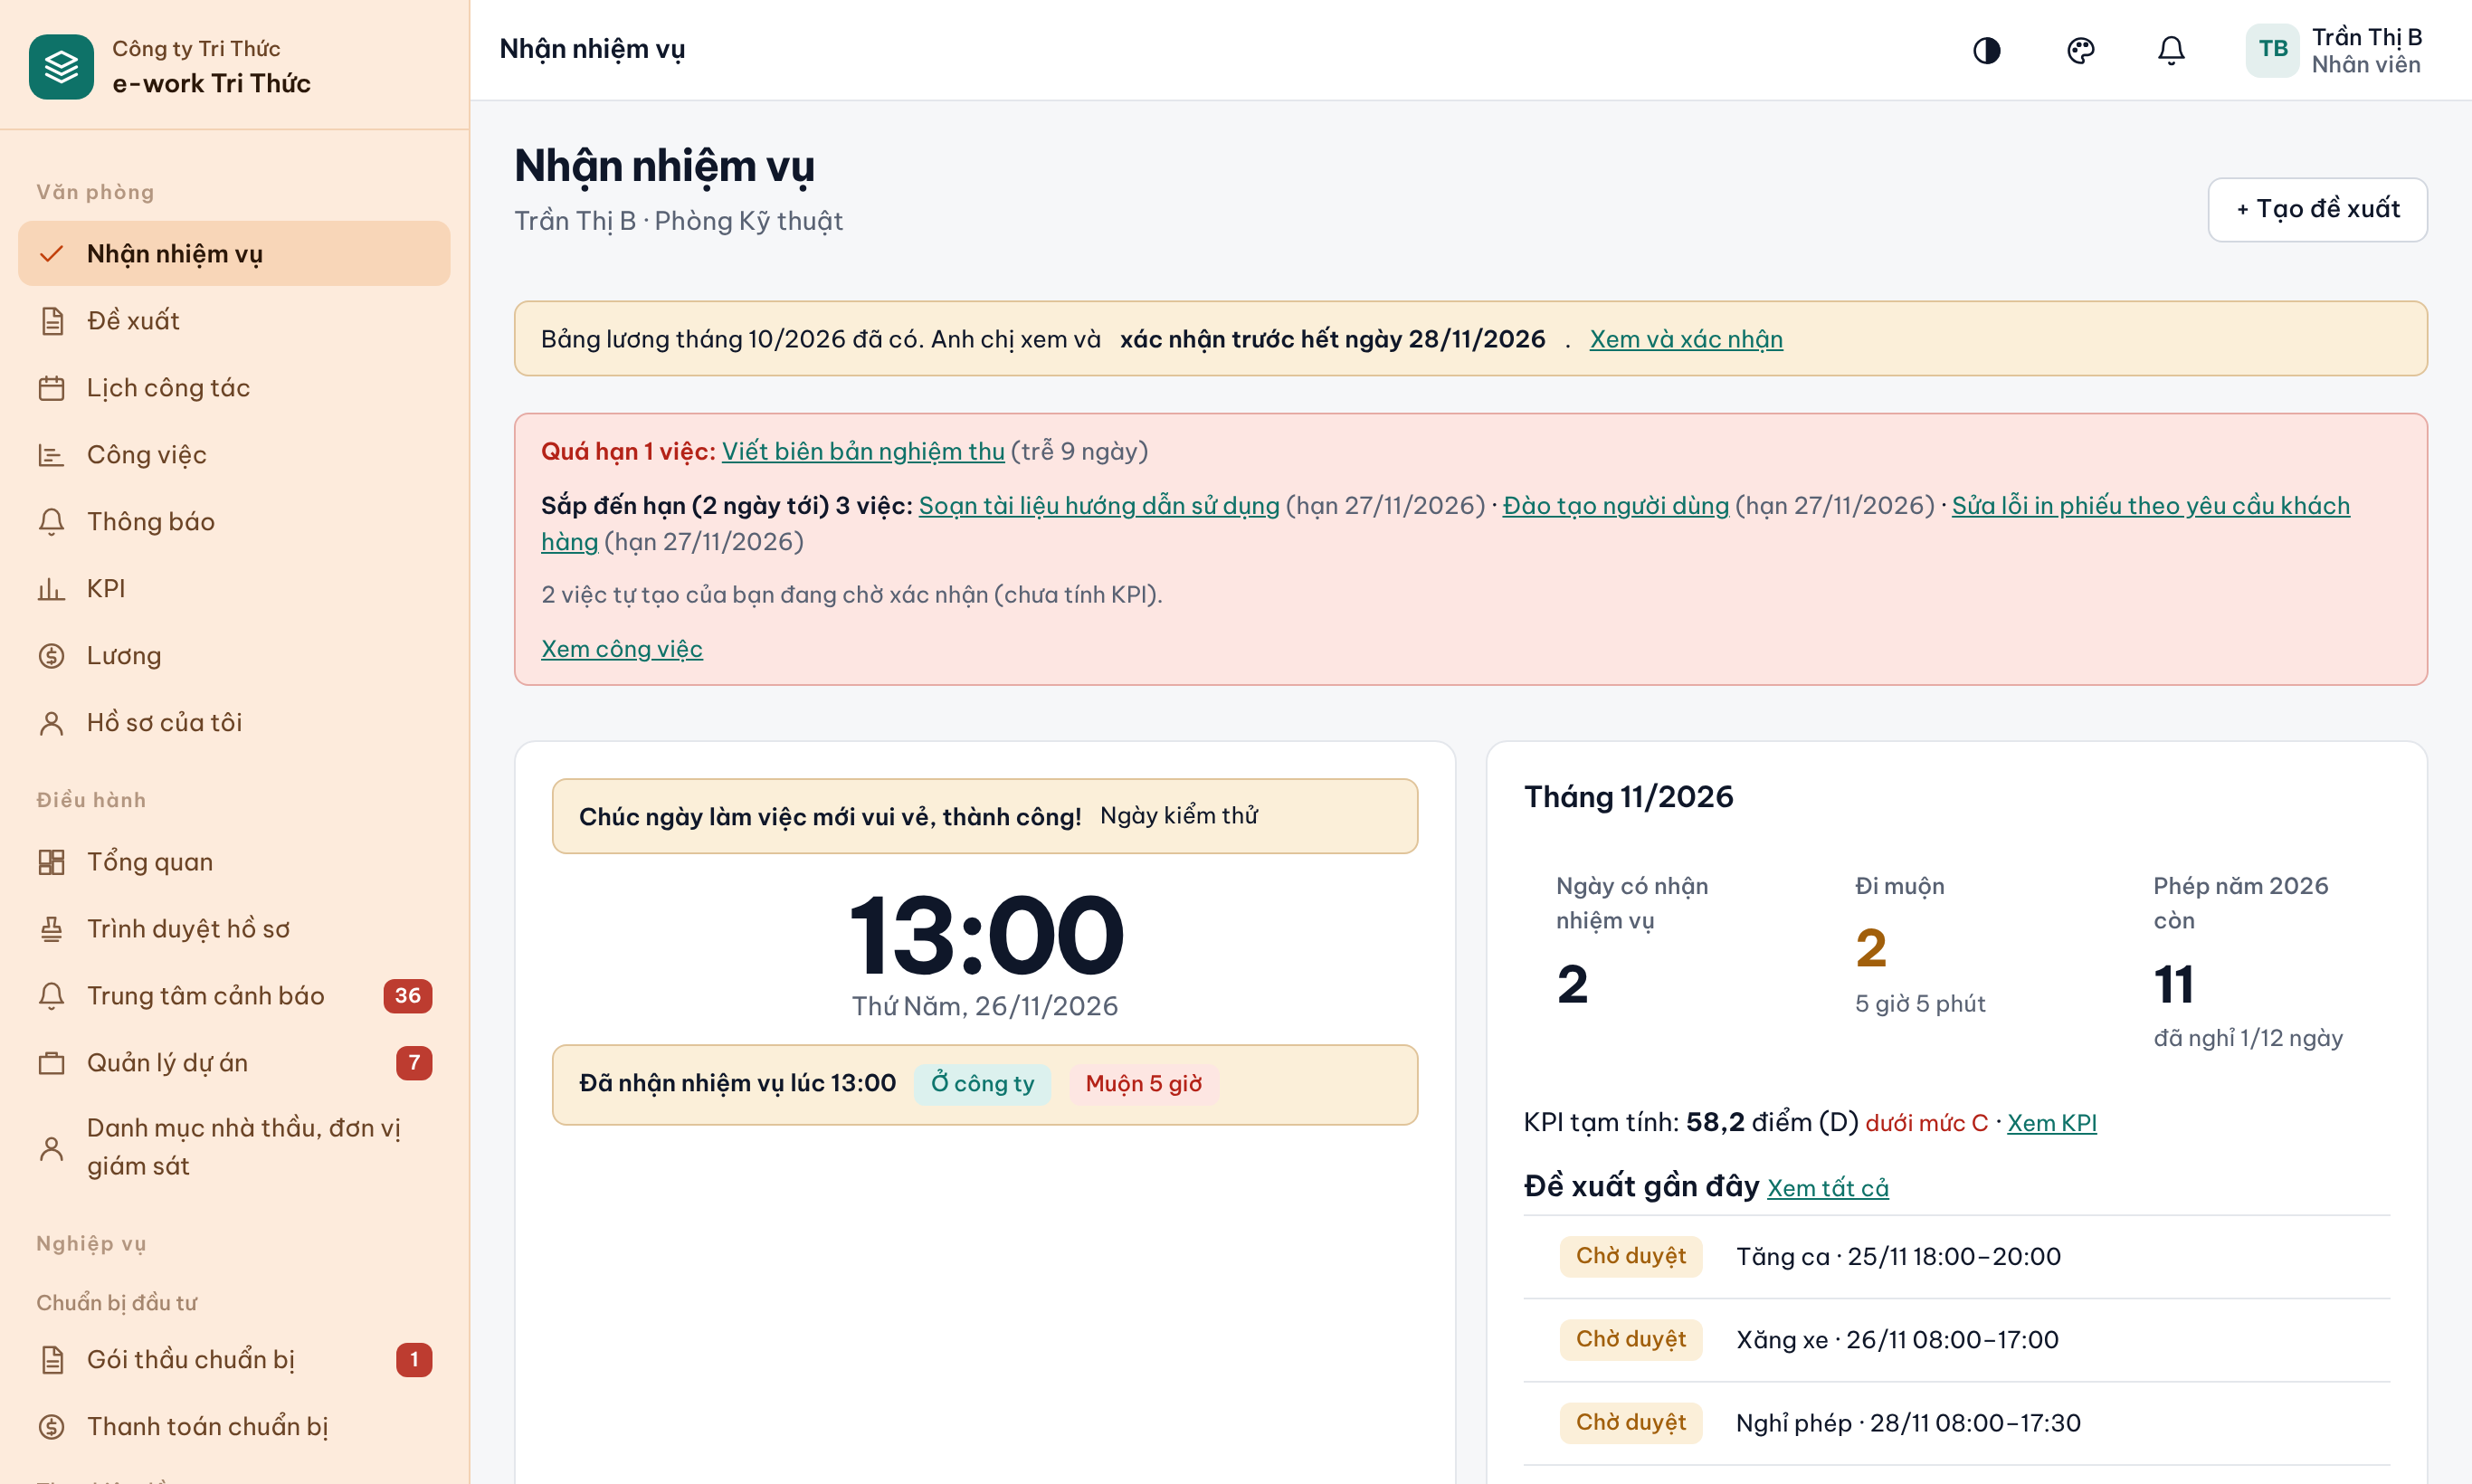 Công ty Tri Thức
e-work Tri Thức
Văn phòng
Nhận nhiệm vụ
Đề xuất
Lịch công tác
Công việc
Thông báo
KPI
Lương
Hồ sơ của tôi
Điều hành
Tổng quan
Trình duyệt hồ sơ
Trung tâm cảnh báo 36
Quản lý dự án 7
Danh mục nhà thầu, đơn vị
giám sát
Nghiệp vụ
Chuẩn bị đầu tư
Gói thầu chuẩn bị 1
Thanh toán chuẩn bị
Nhận nhiệm vụ
TB
Trần Thị B
Nhân viên
Nhận nhiệm vụ
Trần Thị B · Phòng Kỹ thuật
+ Tạo đề xuất
Bảng lương tháng 10/2026 đã có. Anh chị xem và xác nhận trước hết ngày 28/11/2026 . Xem và xác nhận
Quá hạn 1 việc: Viết biên bản nghiệm thu (trễ 9 ngày)
Sắp đến hạn (2 ngày tới) 3 việc: Soạn tài liệu hướng dẫn sử dụng (hạn 27/11/2026) · Đào tạo người dùng (hạn 27/11/2026) · Sửa lỗi in phiếu theo yêu cầu khách
hàng (hạn 27/11/2026)
2 việc tự tạo của bạn đang chờ xác nhận (chưa tính KPI).
Xem công việc
Chúc ngày làm việc mới vui vẻ, thành công! Ngày kiểm thử
13:00
Thứ Năm, 26/11/2026
Đã nhận nhiệm vụ lúc 13:00 Ở công ty Muộn 5 giờ
Tháng 11/2026
Ngày có nhận
nhiệm vụ
2
Đi muộn
2
5 giờ 5 phút
Phép năm 2026
còn
11
đã nghỉ 1/12 ngày
KPI tạm tính: 58,2 điểm (D) dưới mức C · Xem KPI
Đề xuất gần đây Xem tất cả
Chờ duyệt Tăng ca · 25/11 18:00–20:00
Chờ duyệt Xăng xe · 26/11 08:00–17:00
Chờ duyệt Nghỉ phép · 28/11 08:00–17:30